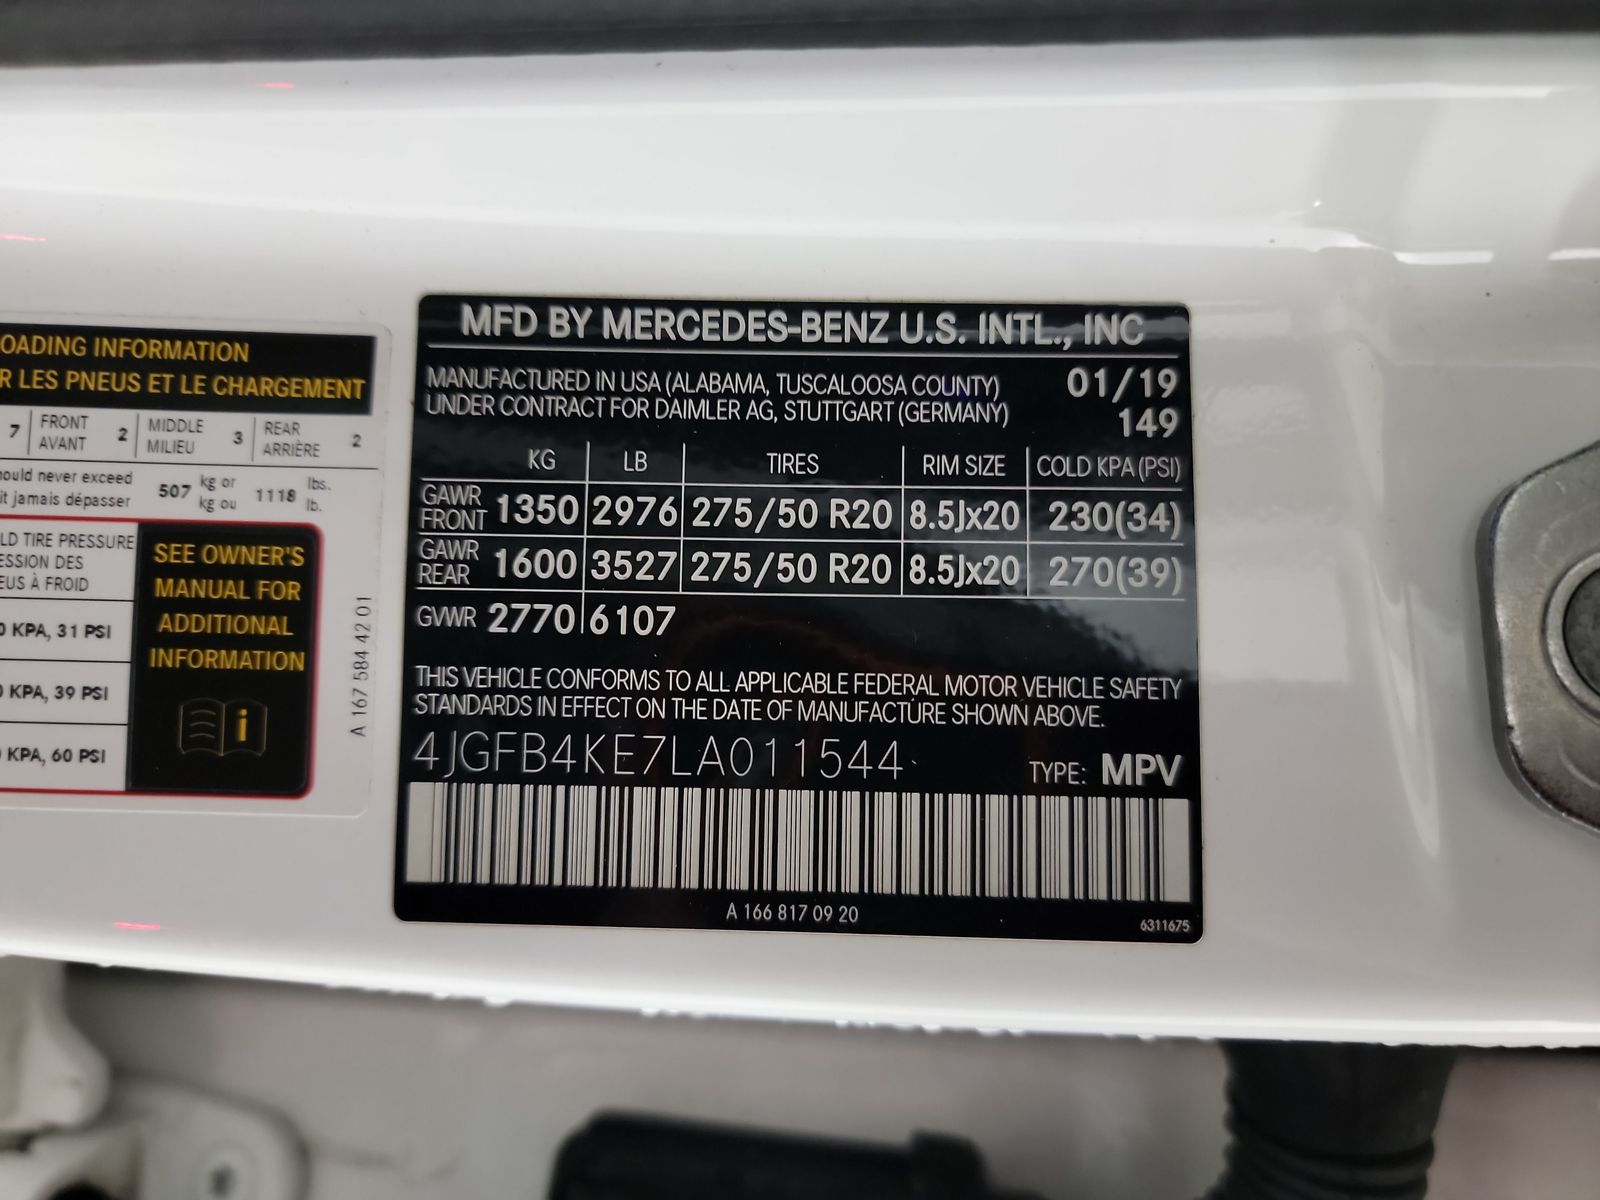 OADING INFORMATION
R LES PNEUS ET LE CHARGEMENT
7 FRONT AVANT 2 MIDDLE MILIEU 3 REAR ARRIÈRE 2
ould never exceed
it jamais dépasser
507 kg or kg ou 1118 lbs. lb.
LD TIRE PRESSURE
ESSION DES
EUS À FROID
0 KPA, 31 PSI
0 KPA, 39 PSI
0 KPA, 60 PSI
SEE OWNER'S
MANUAL FOR
ADDITIONAL
INFORMATION
i
A 167 584 42 01
MFD BY MERCEDES-BENZ U.S. INTL., INC
MANUFACTURED IN USA (ALABAMA, TUSCALOOSA COUNTY) 01/19
UNDER CONTRACT FOR DAIMLER AG, STUTTGART (GERMANY) 149
KG LB TIRES RIM SIZE COLD KPA (PSI)
GAWR FRONT 1350 2976 275/50 R20 8.5Jx20 230(34)
GAWR REAR 1600 3527 275/50 R20 8.5Jx20 270(39)
GVWR 2770 6107
THIS VEHICLE CONFORMS TO ALL APPLICABLE FEDERAL MOTOR VEHICLE SAFETY
STANDARDS IN EFFECT ON THE DATE OF MANUFACTURE SHOWN ABOVE.
4JGFB4KE7LA011544 TYPE: MPV
A 166 817 09 20
6311675